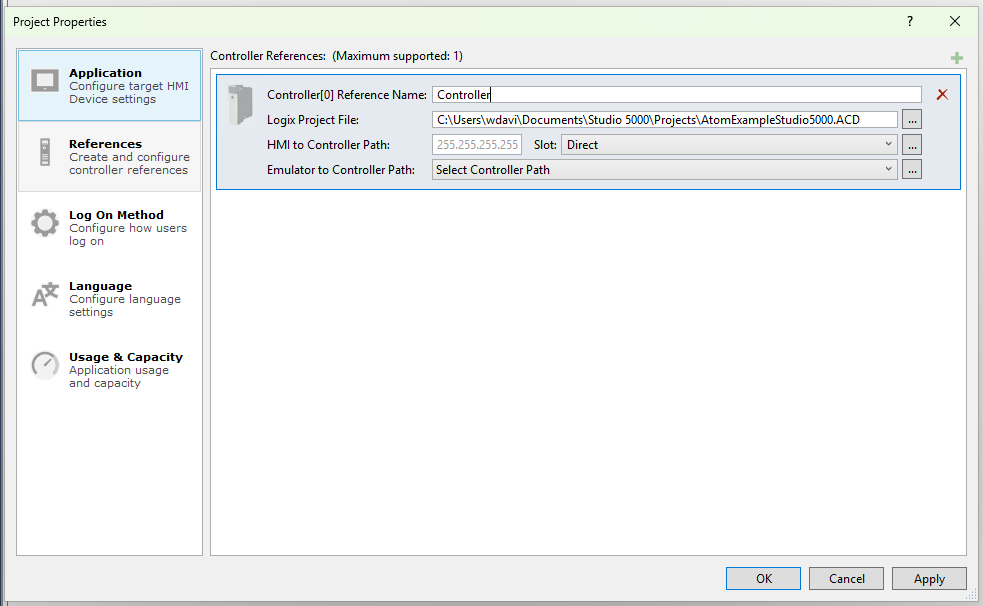 Project Properties
?
Application
Configure target HMI
Device settings
References
Create and configure
controller references
Log On Method
Configure how users
log on
Language
Configure language
settings
Usage & Capacity
Application usage
and capacity
Controller References: (Maximum supported: 1)
Controller[0] Reference Name: Controller
Logix Project File: C:\Users\wdavi\Documents\Studio 5000\Projects\AtomExampleStudio5000.ACD ...
HMI to Controller Path: 255.255.255.255 Slot: Direct ...
Emulator to Controller Path: Select Controller Path ...
OK Cancel Apply